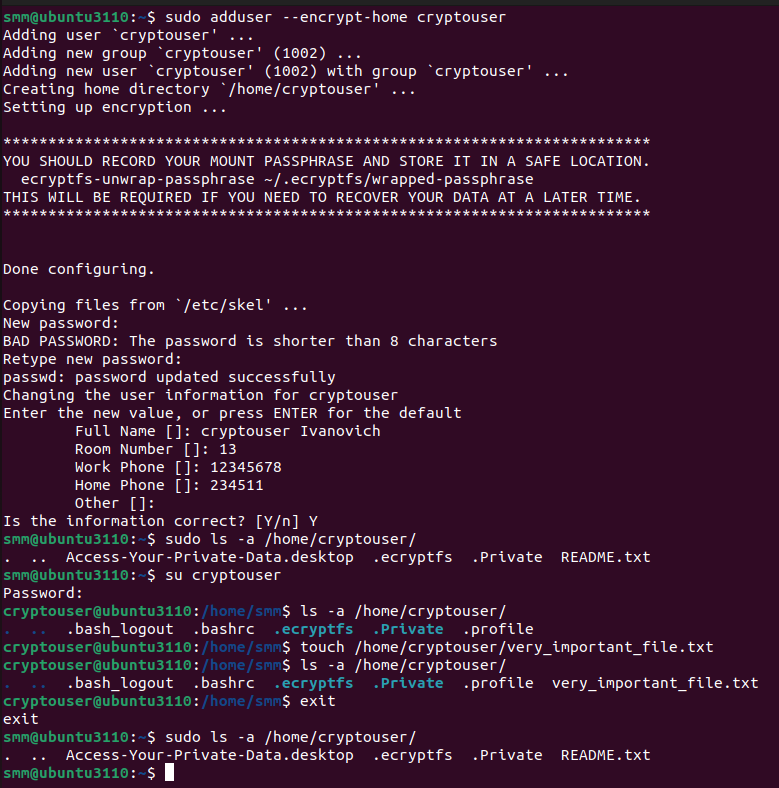 smm@ubuntu3110:~$ sudo adduser --encrypt-home cryptouser
Adding user `cryptouser' ...
Adding new group `cryptouser' (1002) ...
Adding new user `cryptouser' (1002) with group `cryptouser' ...
Creating home directory `/home/cryptouser' ...
Setting up encryption ...
************************************************************************
YOU SHOULD RECORD YOUR MOUNT PASSPHRASE AND STORE IT IN A SAFE LOCATION.
  ecryptfs-unwrap-passphrase ~/.ecryptfs/wrapped-passphrase
THIS WILL BE REQUIRED IF YOU NEED TO RECOVER YOUR DATA AT A LATER TIME.
************************************************************************
Done configuring.
Copying files from `/etc/skel' ...
New password:
BAD PASSWORD: The password is shorter than 8 characters
Retype new password:
passwd: password updated successfully
Changing the user information for cryptouser
Enter the new value, or press ENTER for the default
        Full Name []: cryptouser Ivanovich
        Room Number []: 13
        Work Phone []: 12345678
        Home Phone []: 234511
        Other []:
Is the information correct? [Y/n] Y
smm@ubuntu3110:~$ sudo ls -a /home/cryptouser/
.  ..  Access-Your-Private-Data.desktop  .ecryptfs  .Private  README.txt
smm@ubuntu3110:~$ su cryptouser
Password:
cryptouser@ubuntu3110:/home/smm$ ls -a /home/cryptouser/
.  ..  .bash_logout  .bashrc  .ecryptfs  .Private  .profile
cryptouser@ubuntu3110:/home/smm$ touch /home/cryptouser/very_important_file.txt
cryptouser@ubuntu3110:/home/smm$ ls -a /home/cryptouser/
.  ..  .bash_logout  .bashrc  .ecryptfs  .Private  .profile  very_important_file.txt
cryptouser@ubuntu3110:/home/smm$ exit
exit
smm@ubuntu3110:~$ sudo ls -a /home/cryptouser/
.  ..  Access-Your-Private-Data.desktop  .ecryptfs  .Private  README.txt
smm@ubuntu3110:~$